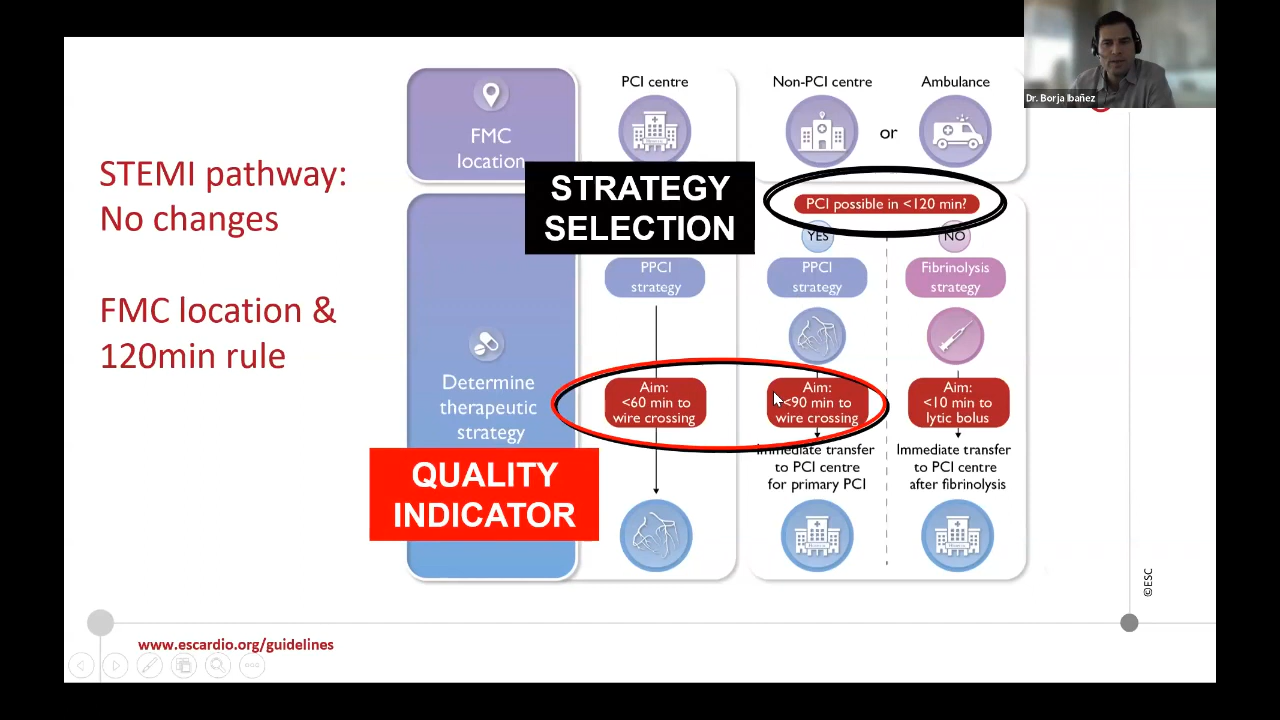 Dr. Borja Ibañez
STEMI pathway:
No changes
FMC location &
120min rule
FMC
location
PCI centre
Non-PCI centre
or
Ambulance
STRATEGY
SELECTION
PCI possible in <120 min?
YES
NO
Determine
therapeutic
strategy
PPCI
strategy
PPCI
strategy
Fibrinolysis
strategy
Aim:
<60 min to
wire crossing
Aim:
<90 min to
wire crossing
Aim:
<10 min to
lytic bolus
QUALITY
INDICATOR
Immediate transfer
to PCI centre
for primary PCI
Immediate transfer
to PCI centre
after fibrinolysis
©ESC
www.escardio.org/guidelines